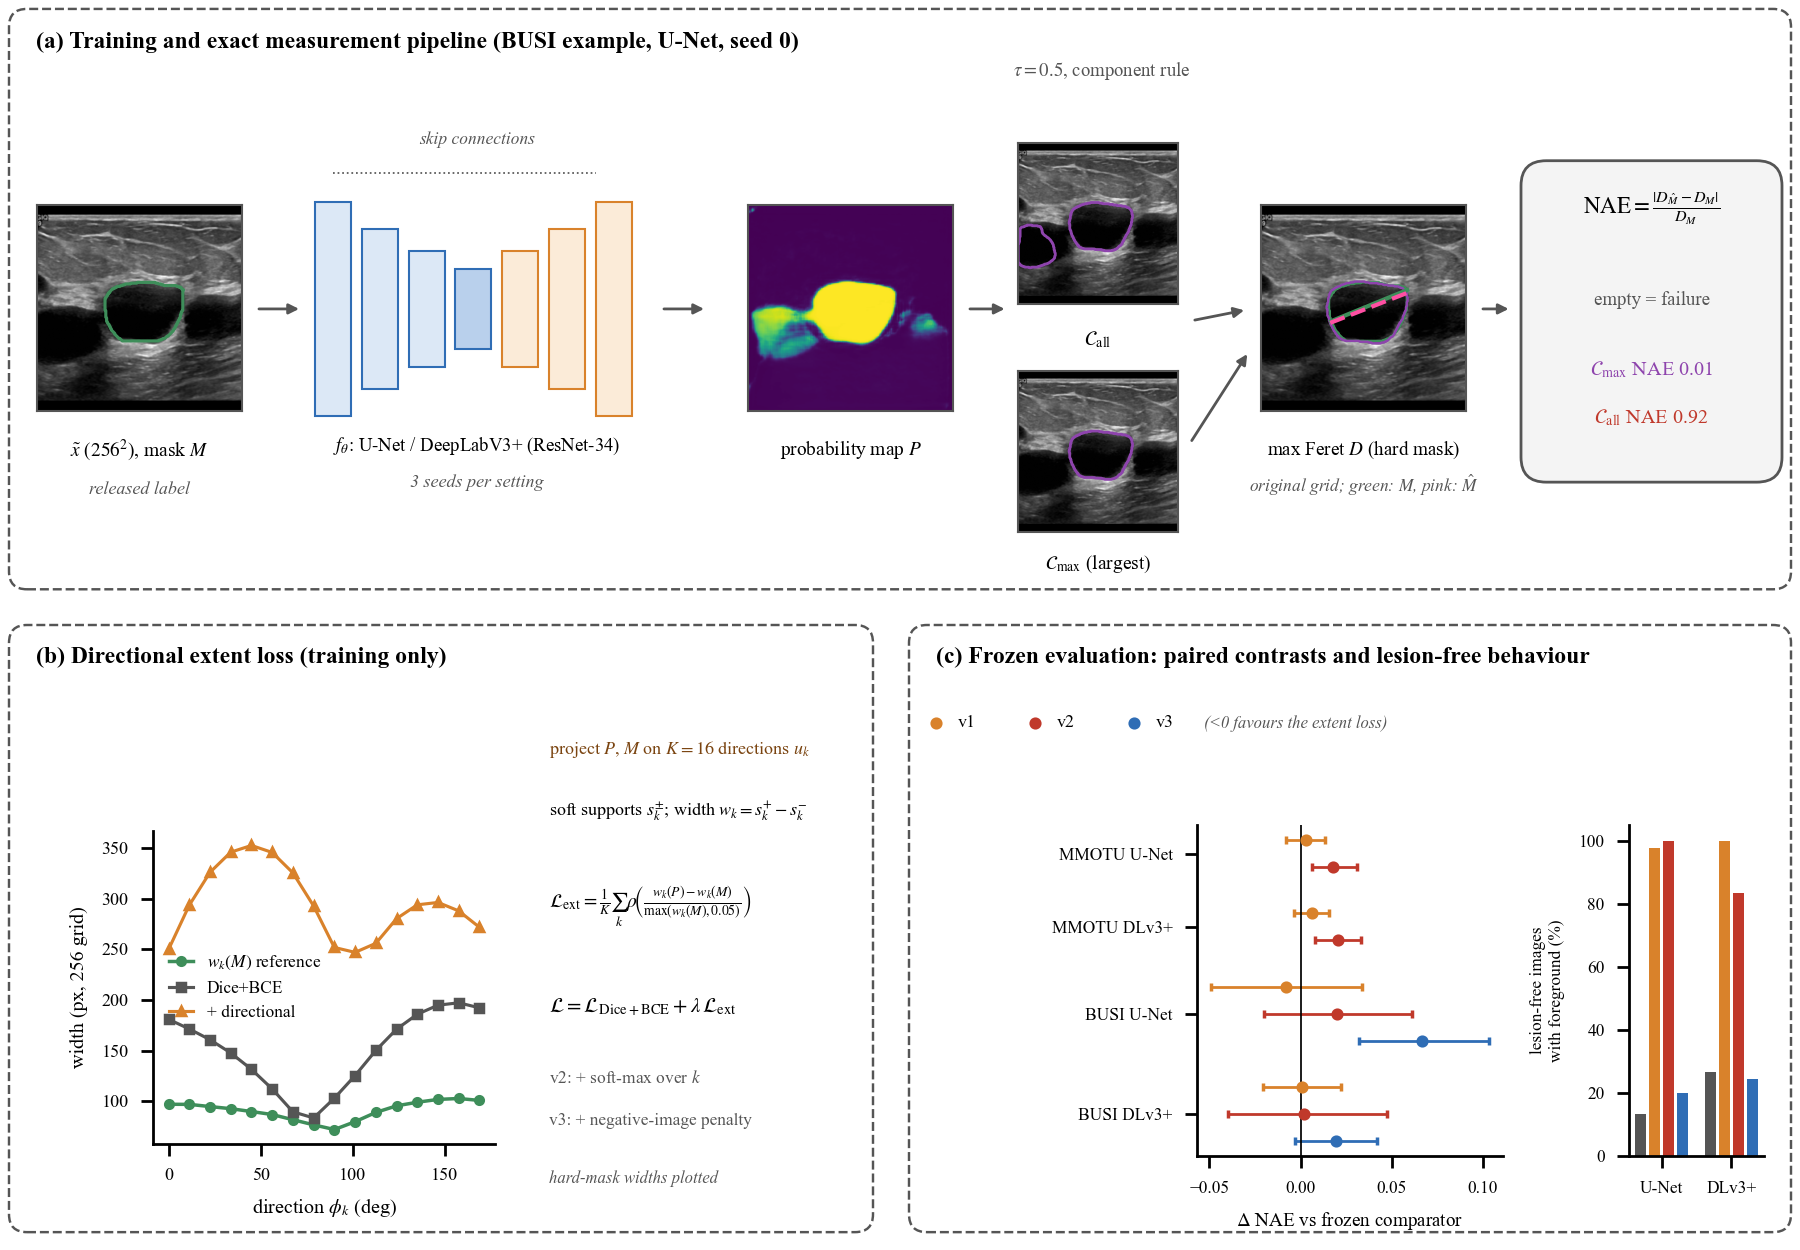 (a) Training and exact measurement pipeline (BUSI example, U-Net, seed 0)
τ = 0.5, component rule
skip connections
x̃ (256²), mask M
released label
f_θ: U-Net / DeepLabV3+ (ResNet-34)
3 seeds per setting
probability map P
𝒞_all
𝒞_max (largest)
max Feret D (hard mask)
original grid; green: M, pink: M̂
NAE = |D_M̂ − D_M| / D_M
empty = failure
𝒞_max NAE 0.01
𝒞_all NAE 0.92
(b) Directional extent loss (training only)
project P, M on K = 16 directions u_k
soft supports s_k^±; width w_k = s_k^+ − s_k^−
ℒ_ext = 1/K ∑_k ρ( (w_k(P) − w_k(M)) / max(w_k(M), 0.05) )
ℒ = ℒ_Dice + BCE + λ ℒ_ext
v2: + soft-max over k
v3: + negative-image penalty
hard-mask widths plotted
width (px, 256 grid)
350
300
250
200
150
100
w_k(M) reference
Dice+BCE
+ directional
0
50
100
150
direction ϕ_k (deg)
(c) Frozen evaluation: paired contrasts and lesion-free behaviour
v1
v2
v3
(<0 favours the extent loss)
MMOTU U-Net
MMOTU DLv3+
BUSI U-Net
BUSI DLv3+
−0.05
0.00
0.05
0.10
Δ NAE vs frozen comparator
lesion-free images
with foreground (%)
100
80
60
40
20
0
U-Net
DLv3+